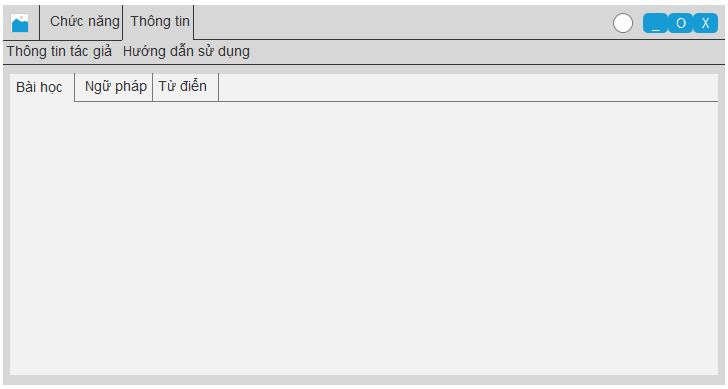 Chức năng Thông tin _ O X
Thông tin tác giả Hướng dẫn sử dụng
Bài học Ngữ pháp Từ điển